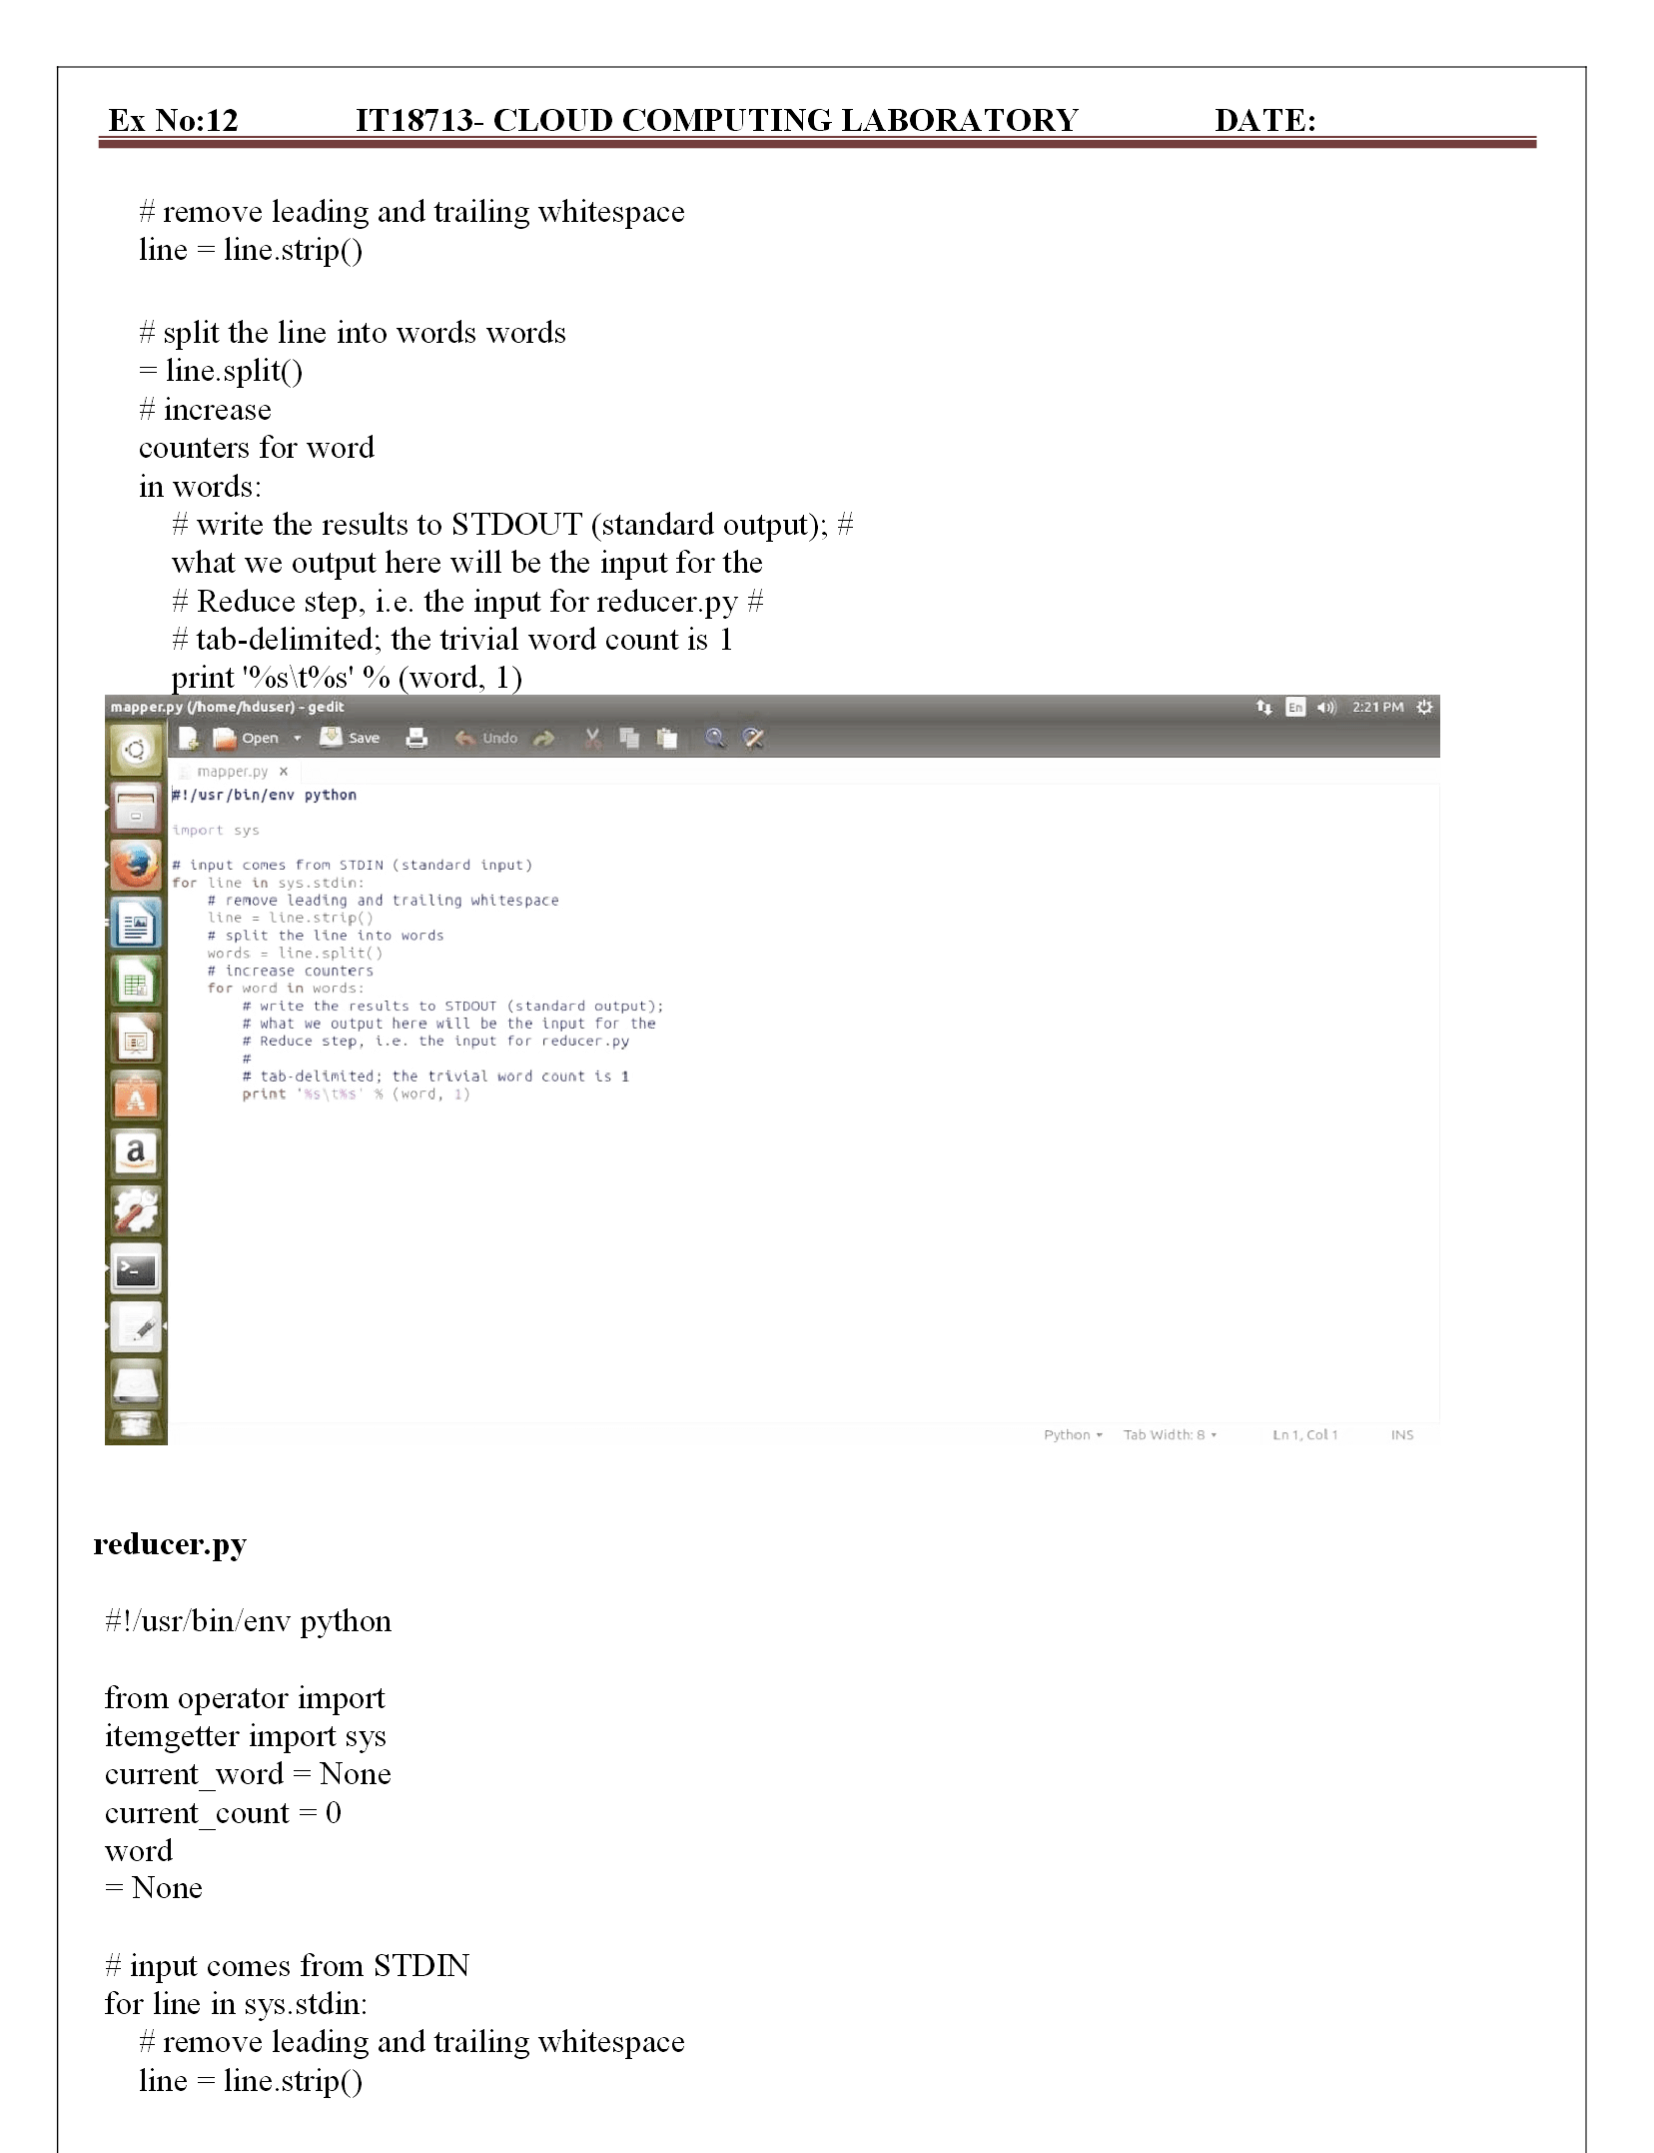 Ex No:12 IT18713- CLOUD COMPUTING LABORATORY DATE:
# remove leading and trailing whitespace
line = line.strip()
# split the line into words words
= line.split()
# increase
counters for word
in words:
# write the results to STDOUT (standard output); #
what we output here will be the input for the
# Reduce step, i.e. the input for reducer.py #
# tab-delimited; the trivial word count is 1
print '%s\t%s' % (word, 1)
mapper.py (/home/hduser) - gedit En 2:21 PM
Open Save Undo
mapper.py x
#!/usr/bin/env python
import sys
# input comes from STDIN (standard input)
for line in sys.stdin:
# remove leading and trailing whitespace
line = line.strip()
# split the line into words
words = line.split()
# increase counters
for word in words:
# write the results to STDOUT (standard output);
# what we output here will be the input for the
# Reduce step, i.e. the input for reducer.py
#
# tab-delimited; the trivial word count is 1
print '%s\t%s' % (word, 1)
a
>_
Python Tab Width: 8 Ln 1, Col 1 INS
reducer.py
#!/usr/bin/env python
from operator import
itemgetter import sys
current_word = None
current_count = 0
word
= None
# input comes from STDIN
for line in sys.stdin:
# remove leading and trailing whitespace
line = line.strip()